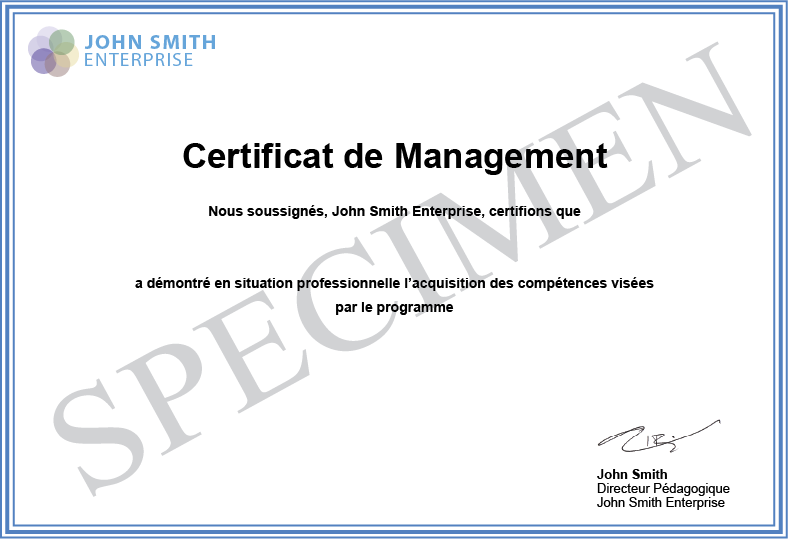 JOHN SMITH
ENTERPRISE
SPECIMEN
Certificat de Management
Nous soussignés, John Smith Enterprise, certifions que
a démontré en situation professionnelle l’acquisition des compétences visées
par le programme
John Smith
Directeur Pédagogique
John Smith Enterprise